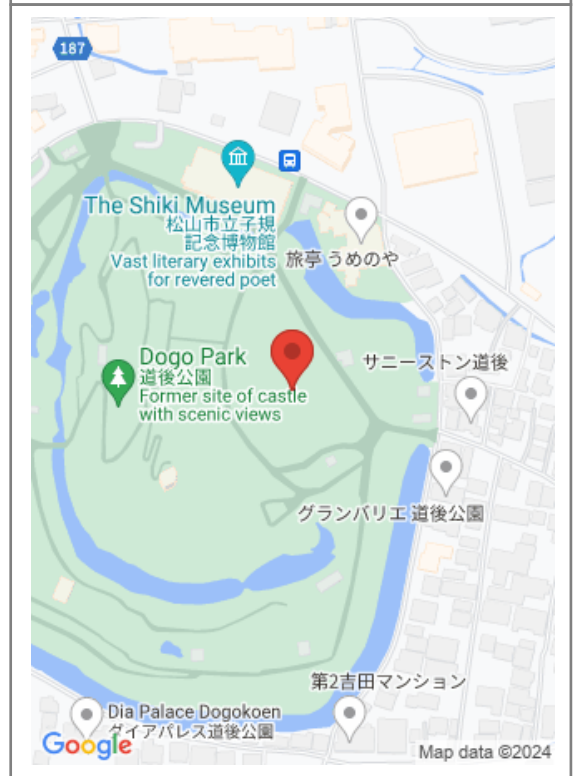 187
The Shiki Museum
松山市立子規
記念博物館
Vast literary exhibits
for revered poet
旅亭 うめのや
Dogo Park
道後公園
Former site of castle
with scenic views
サニーストン道後
グランバリエ 道後公園
第2吉田マンション
Dia Palace Dogokoen
ダイアパレス道後公園
Google
Map data ©2024